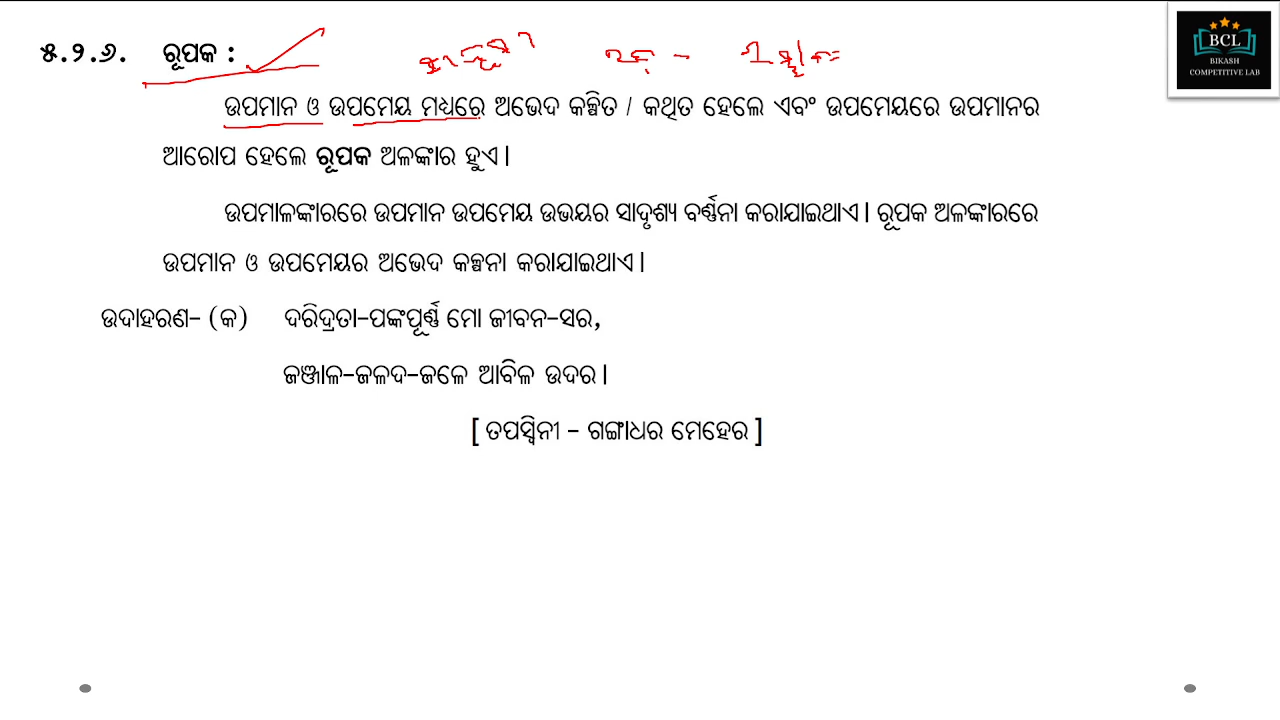 ୫.୨.୬. ରୂପକ :
ଉପମାନ ଓ ଉପମେୟ ମଧ୍ୟରେ ଅଭେଦ କଳ୍ପିତ / କଥିତ ହେଲେ ଏବଂ ଉପମେୟରେ ଉପମାନର
ଆରୋପ ହେଲେ ରୂପକ ଅଳଙ୍କାର ହୁଏ।
ଉପମାଳଙ୍କାରରେ ଉପମାନ ଉପମେୟ ଉଭୟର ସାଦୃଶ୍ୟ ବର୍ଣ୍ଣନା କରାଯାଇଥାଏ। ରୂପକ ଅଳଙ୍କାରରେ
ଉପମାନ ଓ ଉପମେୟର ଅଭେଦ କଳ୍ପନା କରାଯାଇଥାଏ।
ଉଦାହରଣ– (କ) ଦରିଦ୍ରତା–ପଙ୍କପୂର୍ଣ୍ଣ ମୋ ଜୀବନ–ସର,
ଜଞ୍ଜାଳ–ଜଳଦ–ଜଳେ ଆବିଳ ଉଦର।
[ ତପସ୍ୱିନୀ – ଗଙ୍ଗାଧର ମେହେର ]
BCL
BIKASH
COMPETITIVE LAB